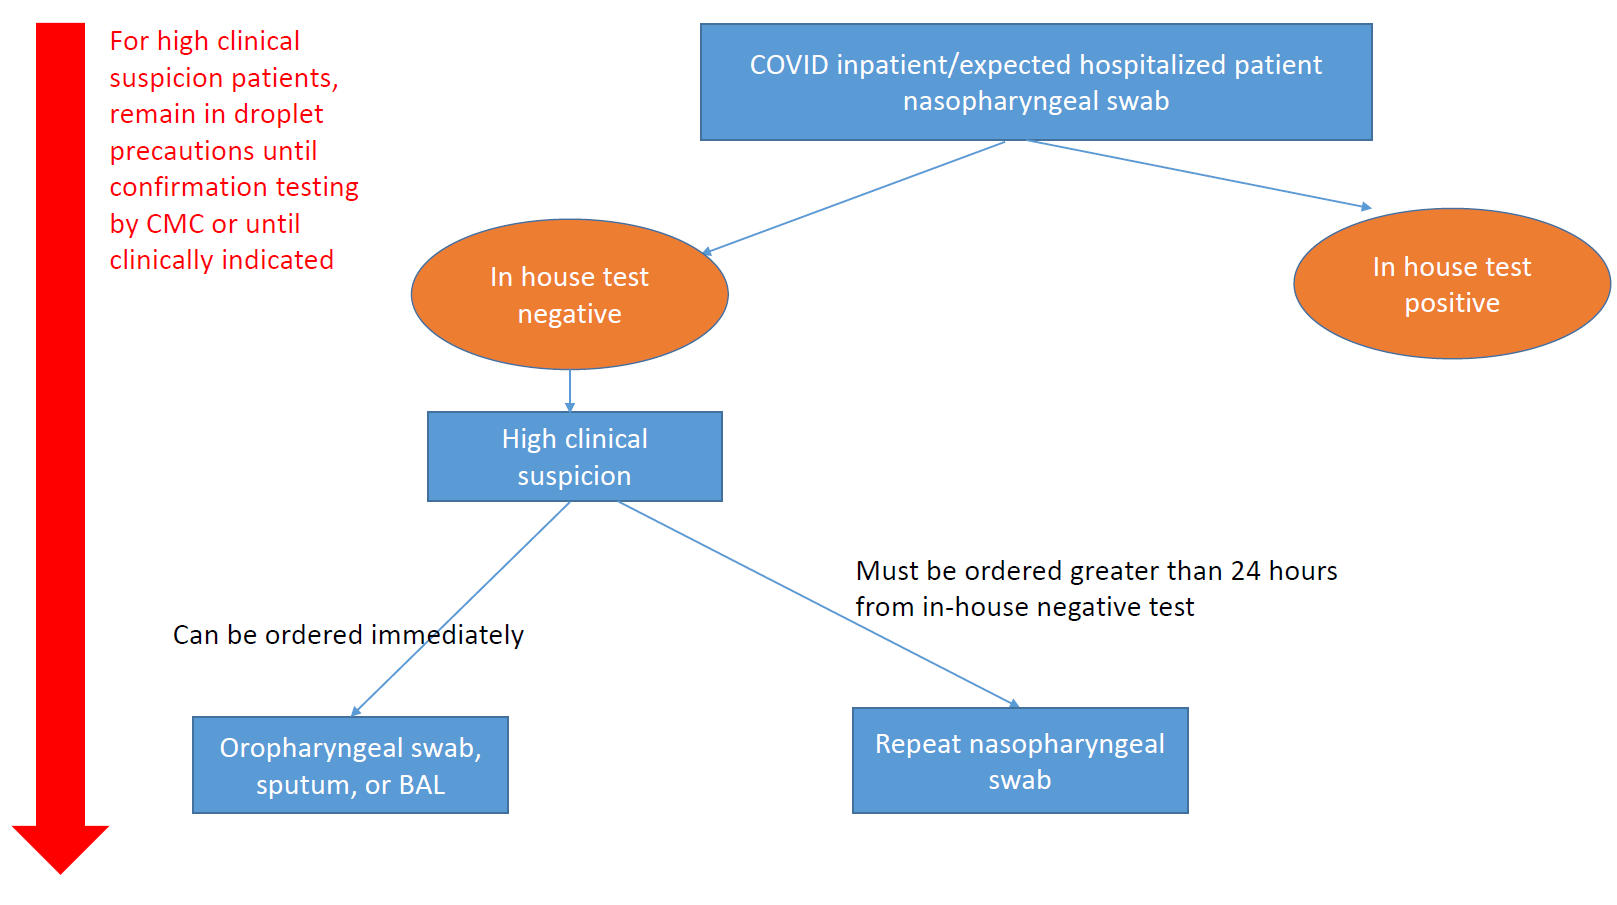 For high clinical
suspicion patients,
remain in droplet
precautions until
confirmation testing
by CMC or until
clinically indicated
COVID inpatient/expected hospitalized patient
nasopharyngeal swab
In house test
negative
In house test
positive
High clinical
suspicion
Must be ordered greater than 24 hours
from in-house negative test
Can be ordered immediately
Oropharyngeal swab,
sputum, or BAL
Repeat nasopharyngeal
swab